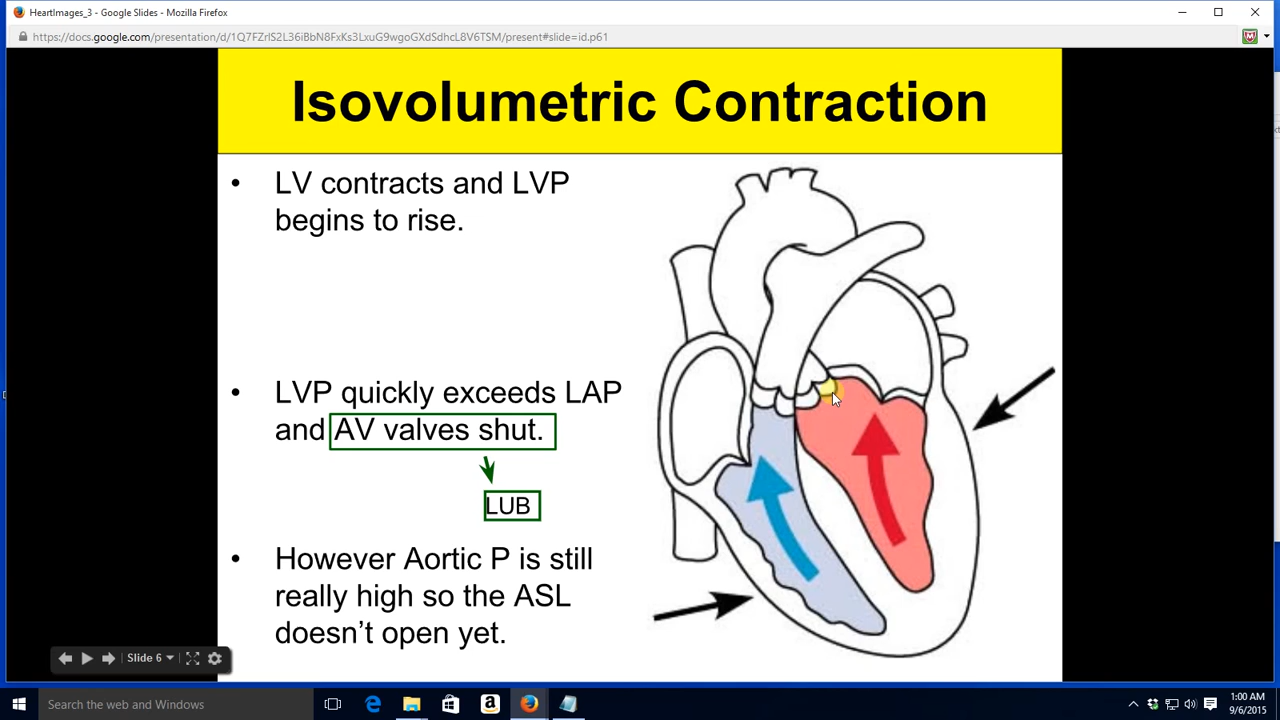 HeartImages_3 - Google Slides - Mozilla Firefox
https://docs.google.com/presentation/d/1Q7FZrlS2L36iBbN8FxKs3LxuG9wgoGXdSdhcL8V6TSM/present#slide=id.p61
Isovolumetric Contraction
• LV contracts and LVP
begins to rise.
• LVP quickly exceeds LAP
and AV valves shut.
LUB
• However Aortic P is still
really high so the ASL
doesn't open yet.
Slide 6
Search the web and Windows
1:00 AM
9/6/2015